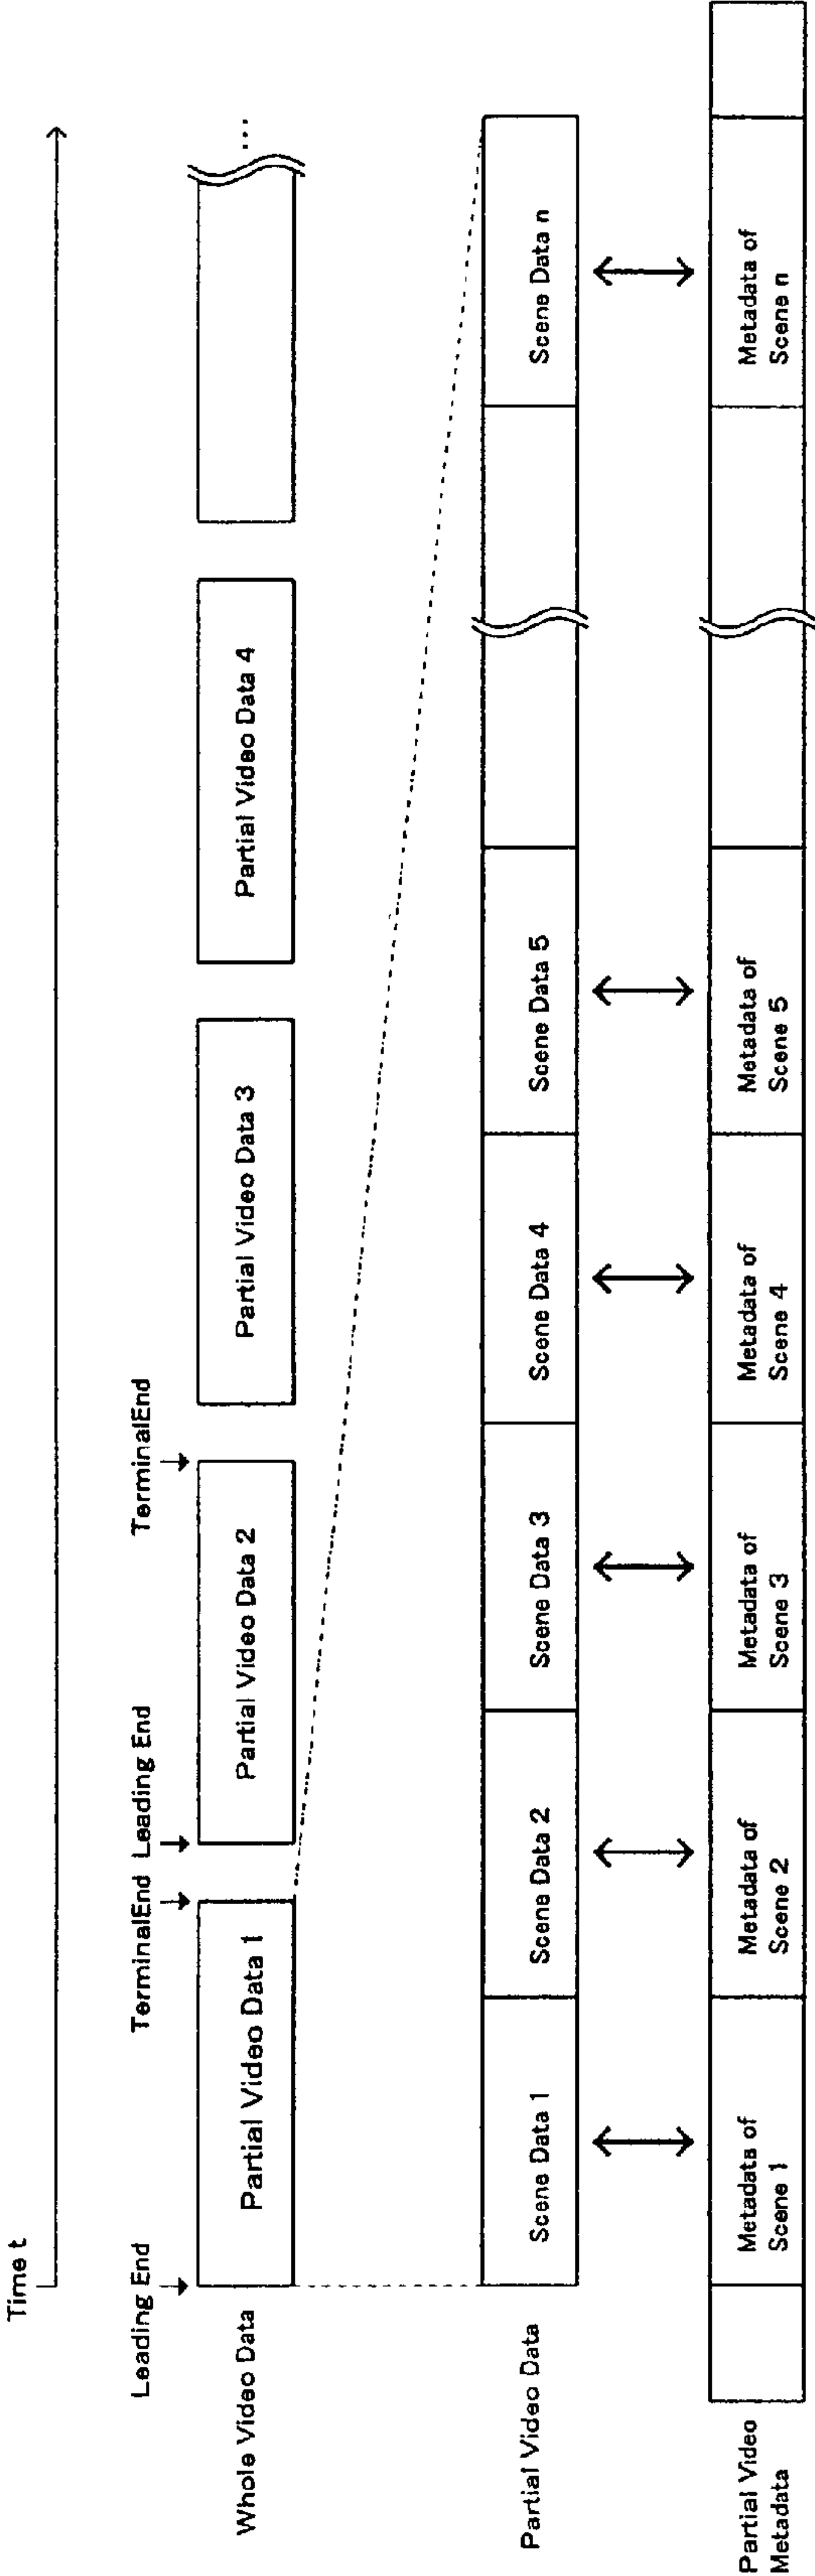 Time t
Leading End
TerminalEnd
Leading End
TerminalEnd
Whole Video Data
Partial Video Data 1
Partial Video Data 2
Partial Video Data 3
Partial Video Data 4
...
Partial Video Data
Scene Data 1
Scene Data 2
Scene Data 3
Scene Data 4
Scene Data 5
Scene Data n
Partial Video
Metadata
Metadata of
Scene 1
Metadata of
Scene 2
Metadata of
Scene 3
Metadata of
Scene 4
Metadata of
Scene 5
Metadata of
Scene n